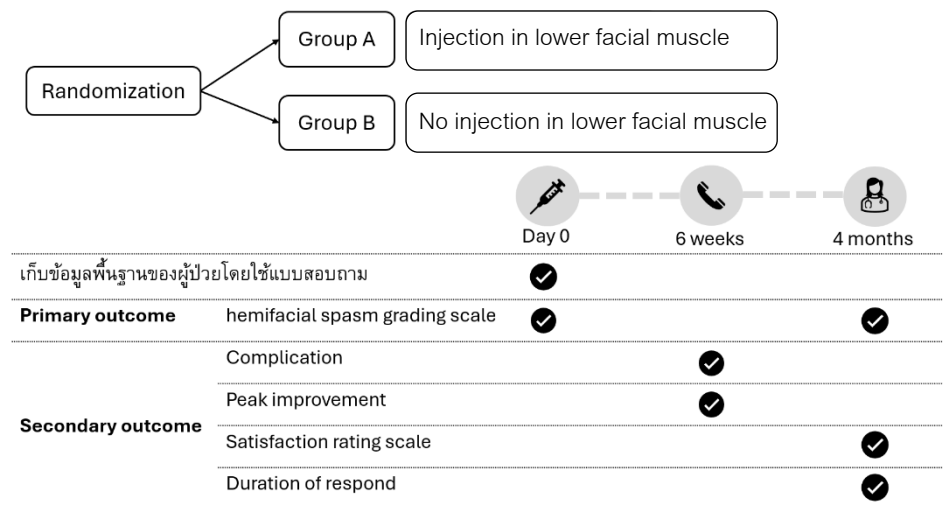 Randomization
Group A
Injection in lower facial muscle
Group B
No injection in lower facial muscle
Day 0
6 weeks
4 months
เก็บข้อมูลพื้นฐานของผู้ป่วยโดยใช้แบบสอบถาม
Primary outcome
hemifacial spasm grading scale
Secondary outcome
Complication
Peak improvement
Satisfaction rating scale
Duration of respond